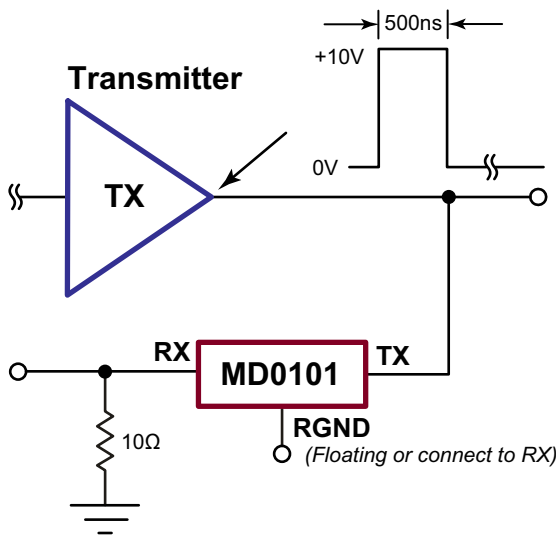 500ns
+10V
Transmitter
0V
TX
RX
MD0101
TX
RGND
(Floating or connect to RX)
10Ω